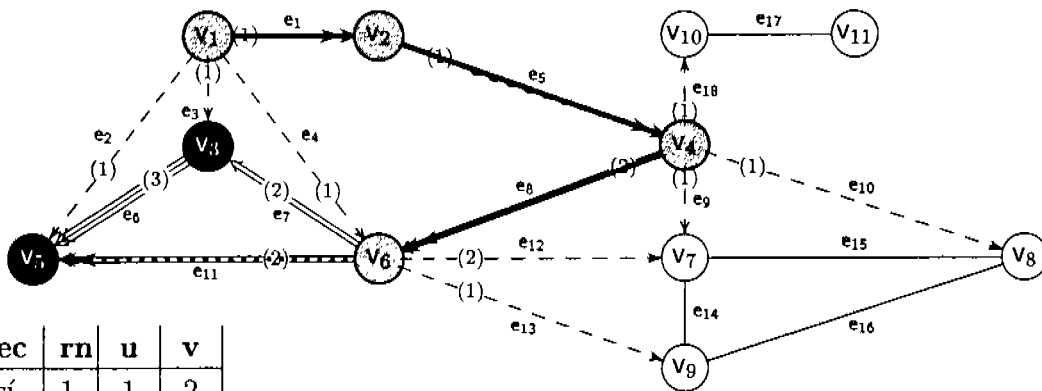 v1 (1) e1 v2 v10 e17 v11
(1) (1) e5 e18
e2 e3 e4 (1)
v3 v4
(1) (3) (2) (1) e8 (2) (1) (1) e10
e6 e7 e9
v5 e11 (2) v6 (2) e12 v7 e15 v8
(1) e13 e14 e16
v9
ec rn u v
1 1 2